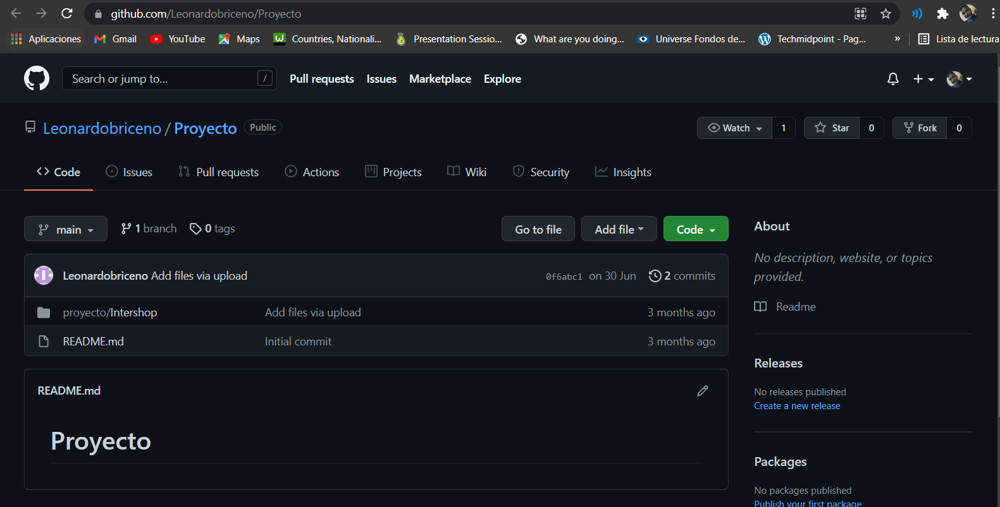 github.com/Leonardobriceno/Proyecto
Aplicaciones Gmail YouTube Maps Countries, Nationali... Presentation Sessio... What are you doing... Universe Fondos de... Techmidpoint - Pag... » Lista de lectura
Search or jump to... / Pull requests Issues Marketplace Explore
Leonardobriceno / Proyecto Public Watch 1 Star 0 Fork 0
Code Issues Pull requests Actions Projects Wiki Security Insights
main 1 branch 0 tags Go to file Add file Code
Leonardobriceno Add files via upload 0f6abc1 on 30 Jun 2 commits
proyecto/Intershop Add files via upload 3 months ago
README.md Initial commit 3 months ago
README.md
Proyecto
About
No description, website, or topics
provided.
Readme
Releases
No releases published
Create a new release
Packages
No packages published
Publish your first package